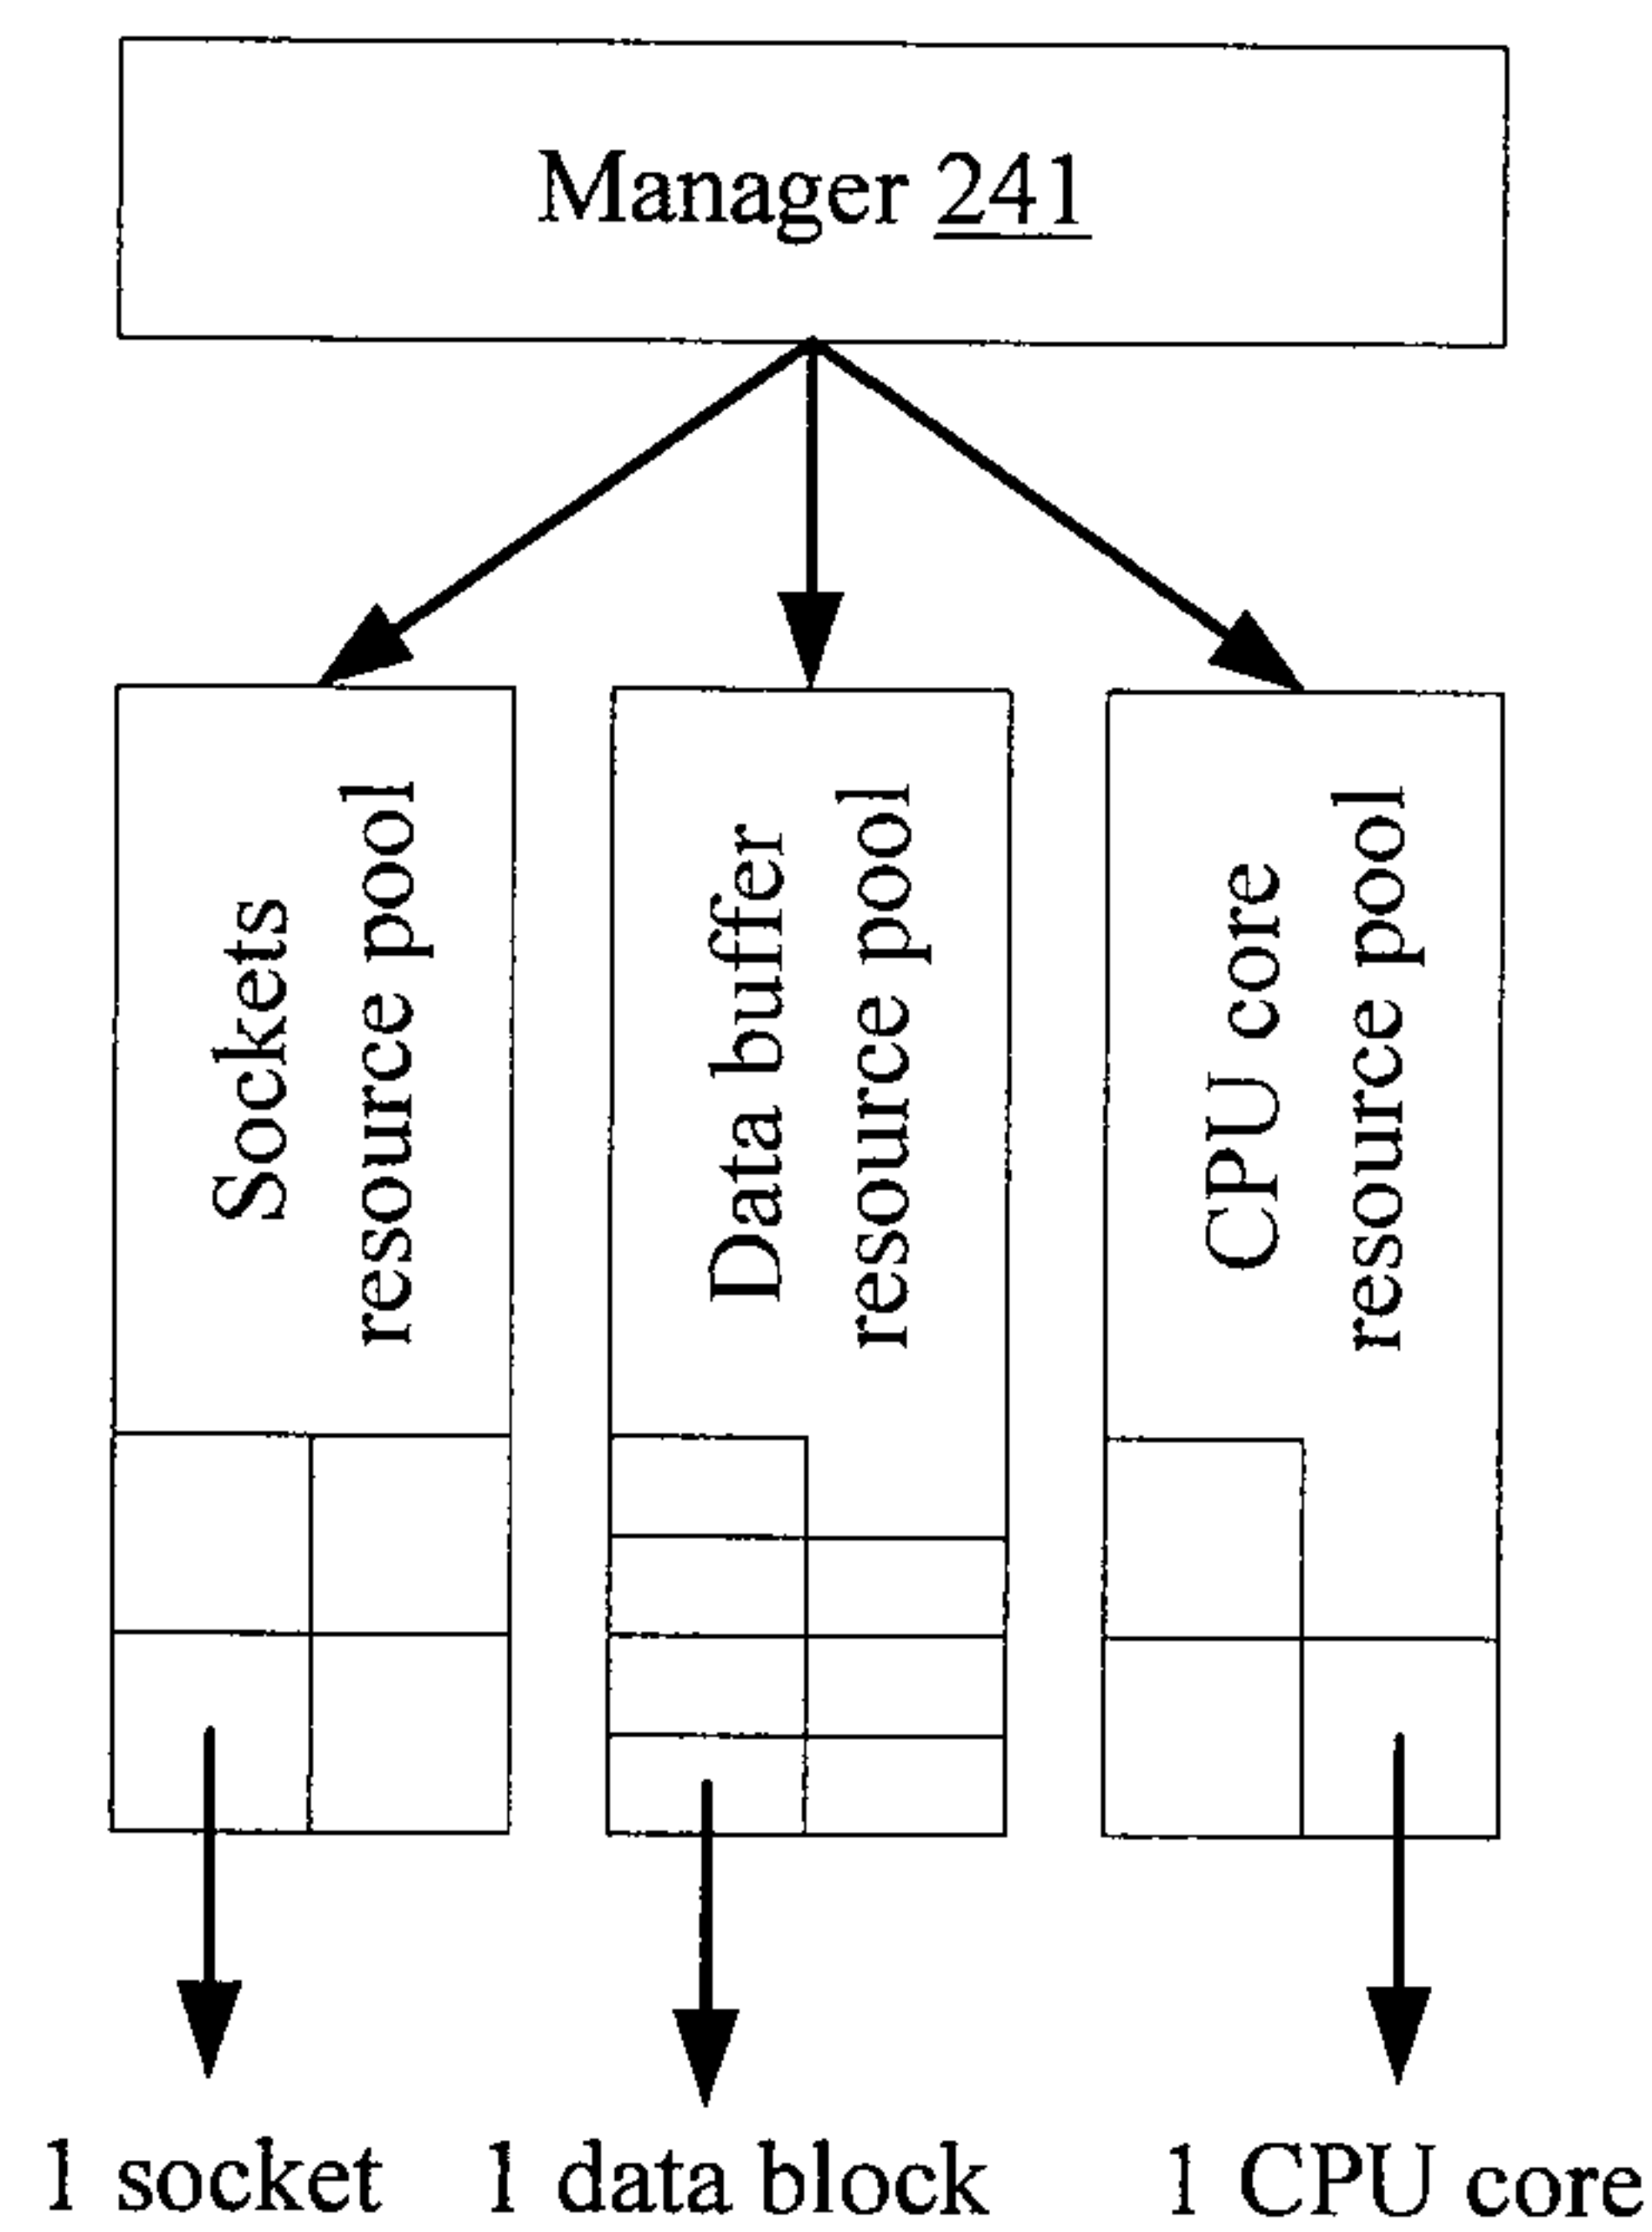 Manager 241
Sockets
resource pool
Data buffer
resource pool
CPU core
resource pool
1 socket
1 data block
1 CPU core